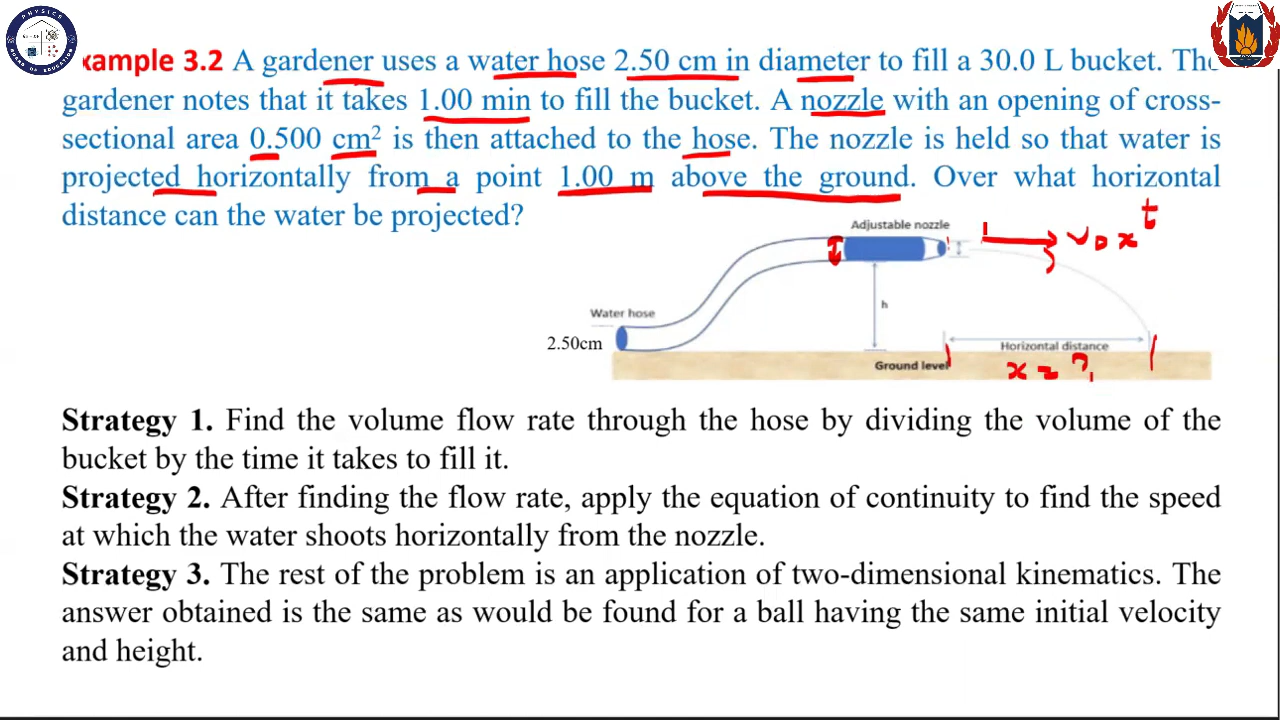 xample 3.2 A gardener uses a water hose 2.50 cm in diameter to fill a 30.0 L bucket. The
gardener notes that it takes 1.00 min to fill the bucket. A nozzle with an opening of cross-
sectional area 0.500 cm² is then attached to the hose. The nozzle is held so that water is
projected horizontally from a point 1.00 m above the ground. Over what horizontal
distance can the water be projected?
Adjustable nozzle
t
v₀ x
h
Water hose
2.50cm
Horizontal distance
Ground level
x = ?
Strategy 1. Find the volume flow rate through the hose by dividing the volume of the
bucket by the time it takes to fill it.
Strategy 2. After finding the flow rate, apply the equation of continuity to find the speed
at which the water shoots horizontally from the nozzle.
Strategy 3. The rest of the problem is an application of two-dimensional kinematics. The
answer obtained is the same as would be found for a ball having the same initial velocity
and height.